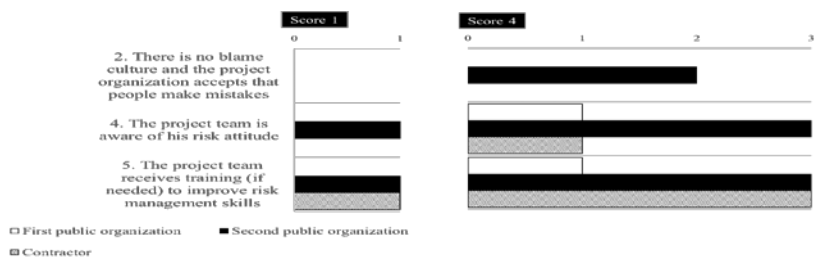 Score 1
Score 4
0 1
0 1 2 3
2. There is no blame
culture and the project
organization accepts that
people make mistakes
4. The project team is
aware of his risk attitude
5. The project team
receives training (if
needed) to improve risk
management skills
First public organization
Second public organization
Contractor